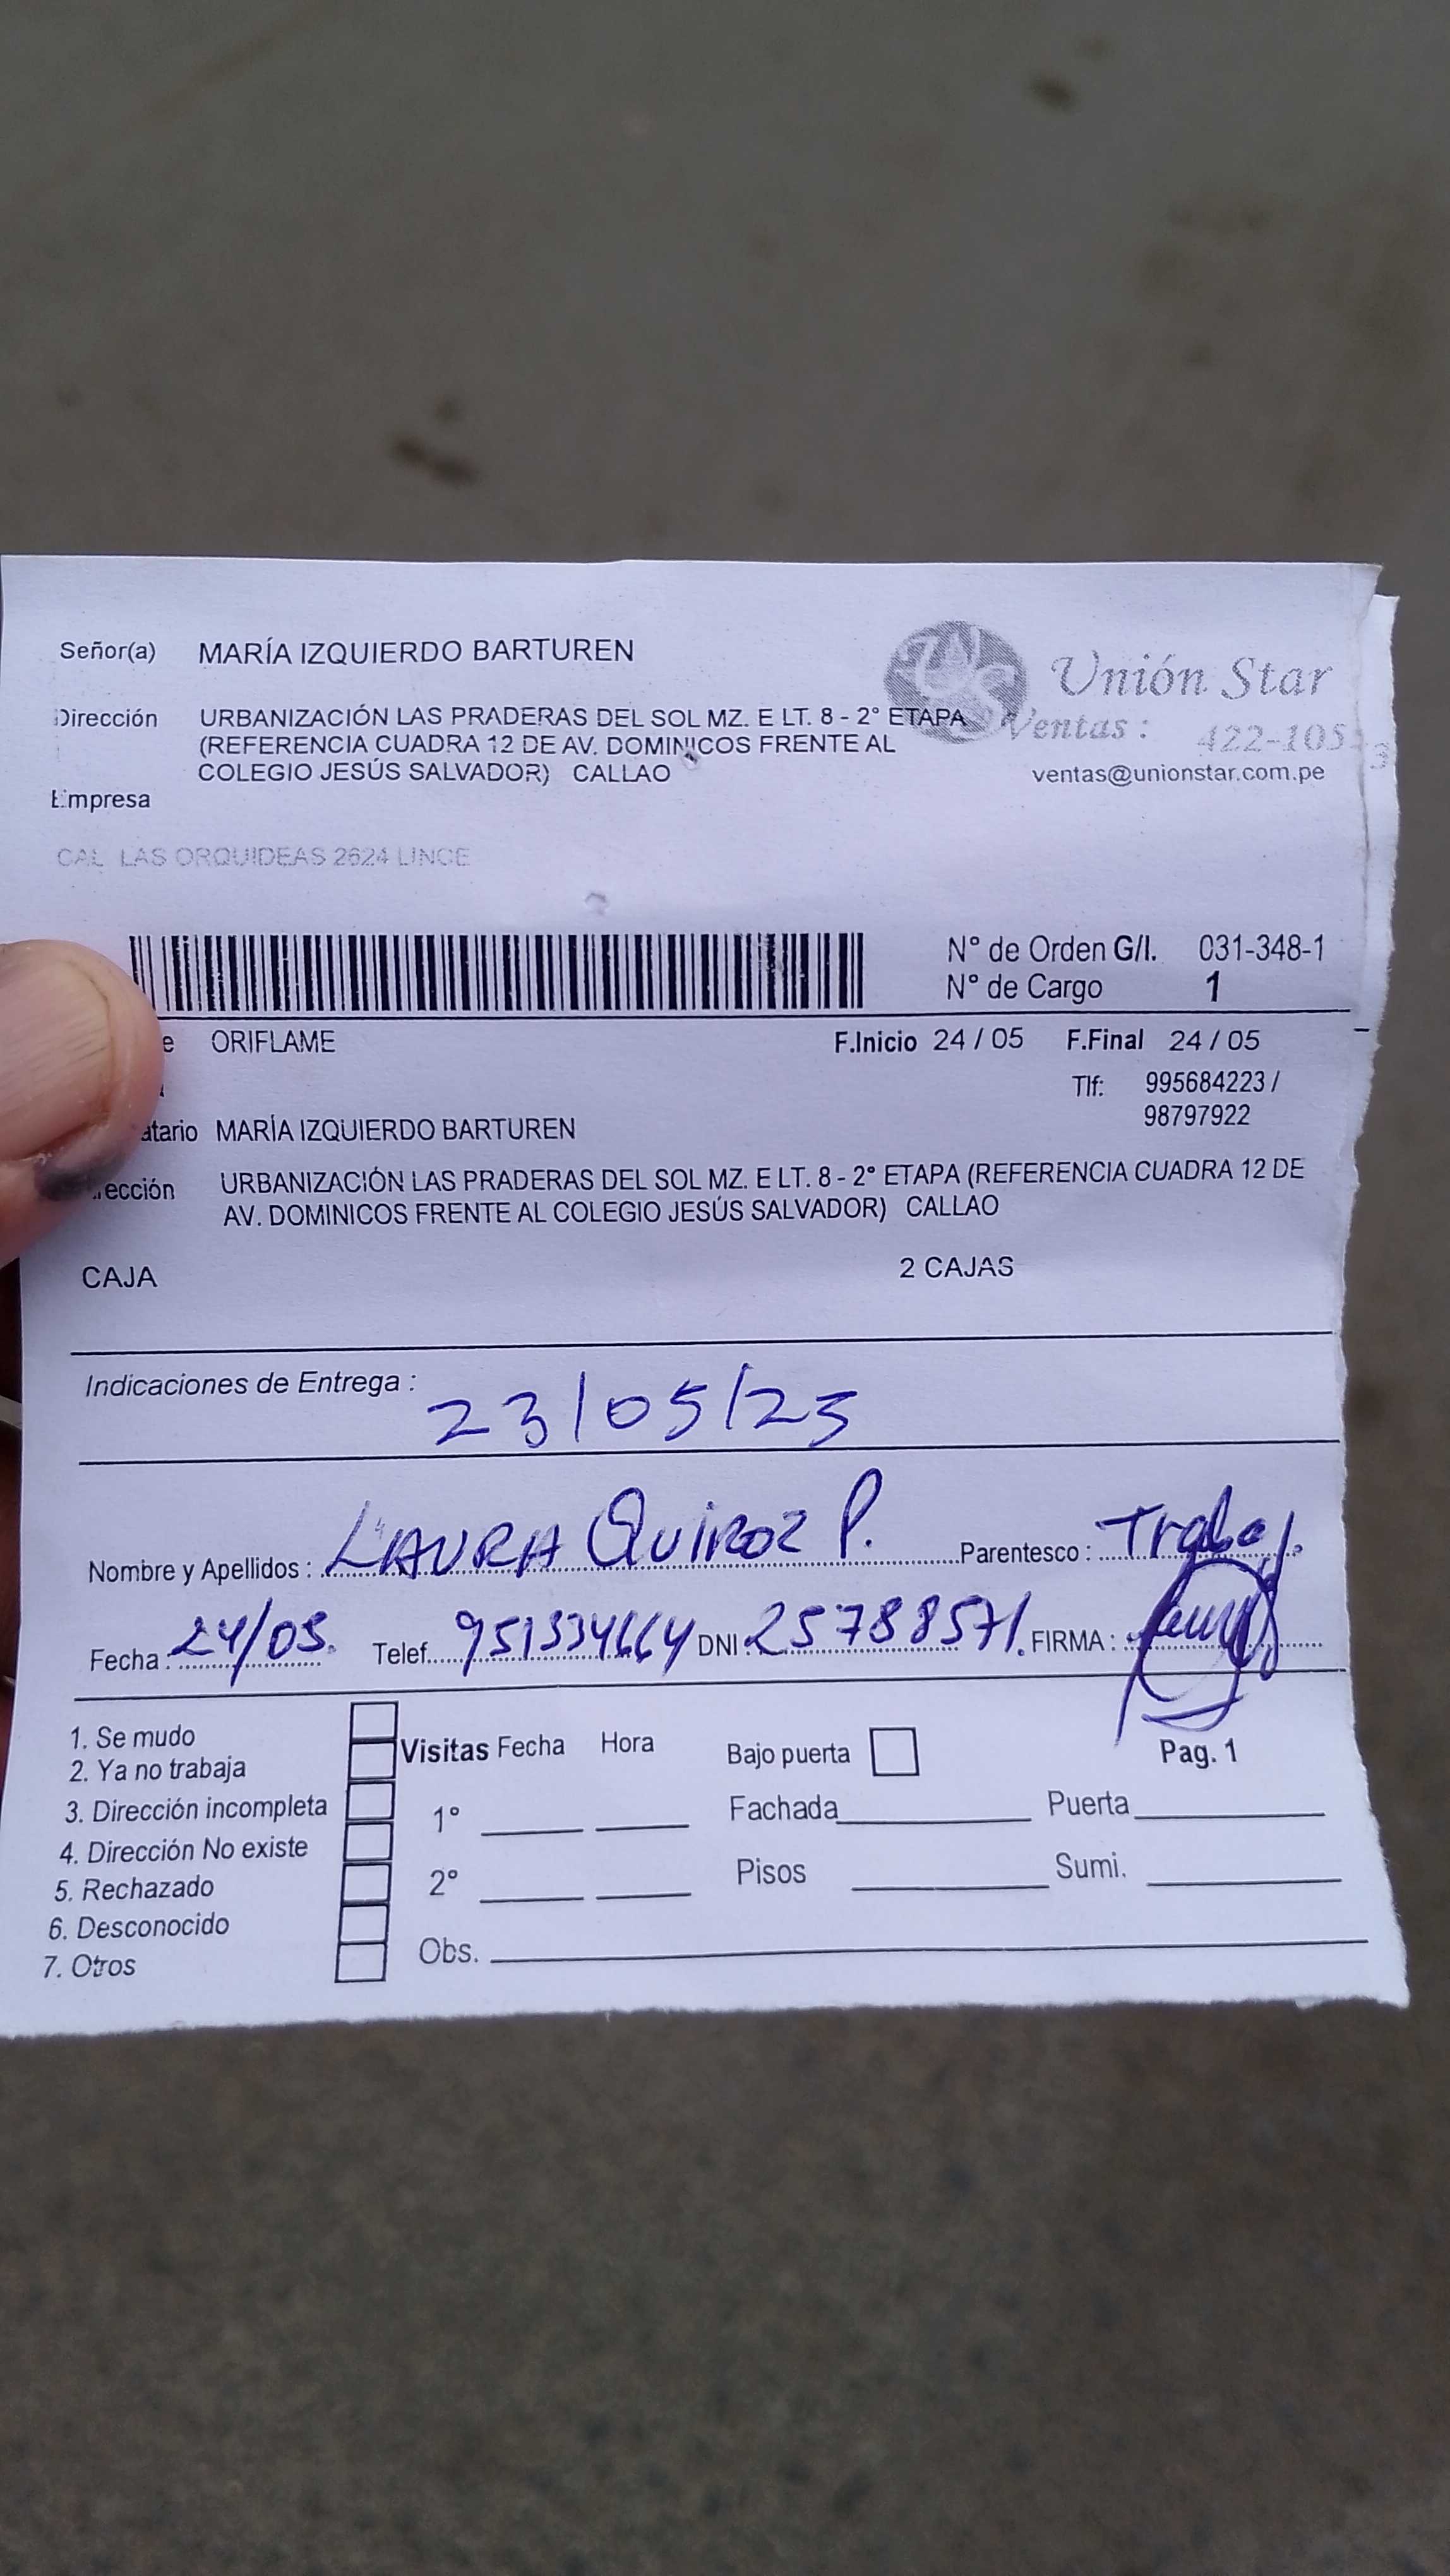 Señor(a) MARÍA IZQUIERDO BARTUREN
Unión Star
Dirección URBANIZACIÓN LAS PRADERAS DEL SOL MZ. E LT. 8 - 2° ETAPA
Ventas : 422-105 3
(REFERENCIA CUADRA 12 DE AV. DOMINICOS FRENTE AL
COLEGIO JESÚS SALVADOR) CALLAO
ventas@unionstar.com.pe
Empresa
CAL LAS ORQUIDEAS 2624 LINCE
N° de Orden G/I. 031-348-1
N° de Cargo 1
e ORIFLAME F.Inicio 24 / 05 F.Final 24 / 05
Tlf: 995684223 /
98797922
atario MARÍA IZQUIERDO BARTUREN
ección URBANIZACIÓN LAS PRADERAS DEL SOL MZ. E LT. 8 - 2° ETAPA (REFERENCIA CUADRA 12 DE
AV. DOMINICOS FRENTE AL COLEGIO JESÚS SALVADOR) CALLAO
CAJA 2 CAJAS
Indicaciones de Entrega : 23/05/23
Nombre y Apellidos : LAURA QUIROZ P. Parentesco : Trabaj.
Fecha : 24/05. Telef. 951334664 DNI : 25788571. FIRMA :
1. Se mudo
2. Ya no trabaja
3. Dirección incompleta
4. Dirección No existe
5. Rechazado
6. Desconocido
7. Otros
Visitas Fecha Hora
1°
2°
Obs.
Bajo puerta Pag. 1
Fachada Puerta
Pisos Sumi.